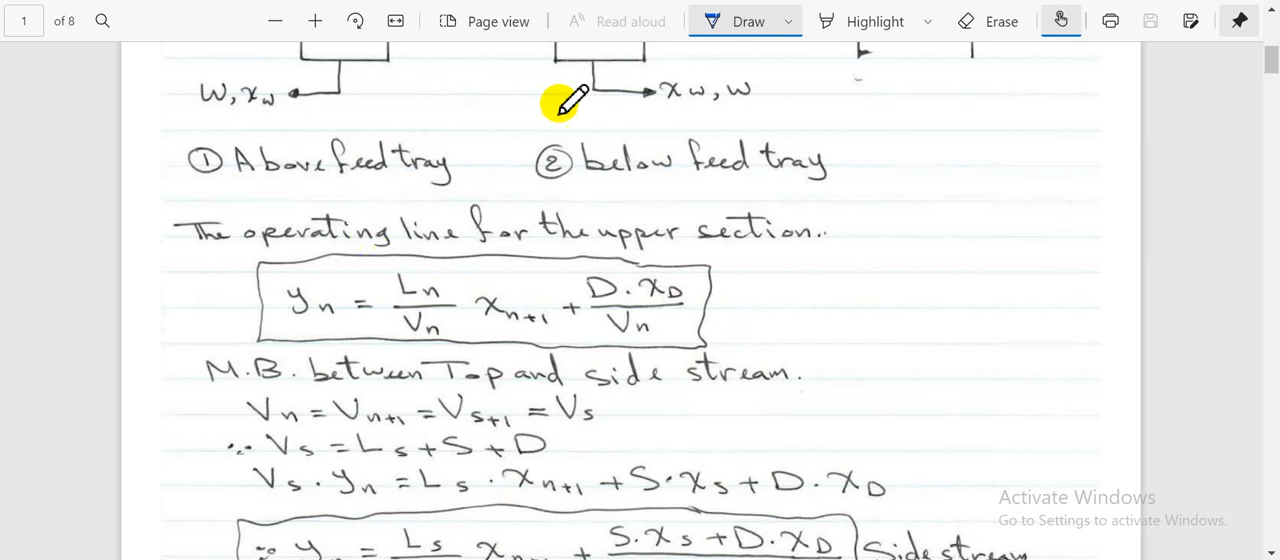 1 of 8 Page view Read aloud Draw Highlight Erase
W, xw xw, W
① Above feed tray ② below feed tray
The operating line for the upper section..
yn = Ln/Vn xn+1 + D.xD/Vn
M.B. between Top and side stream.
Vn = Vn+1 = Vs+1 = Vs
∵ Vs = Ls + S + D
Vs . yn = Ls . xn+1 + S.xs + D.xD
Activate Windows
Go to Settings to activate Windows.
Ls S.xs + D.xD Side stream